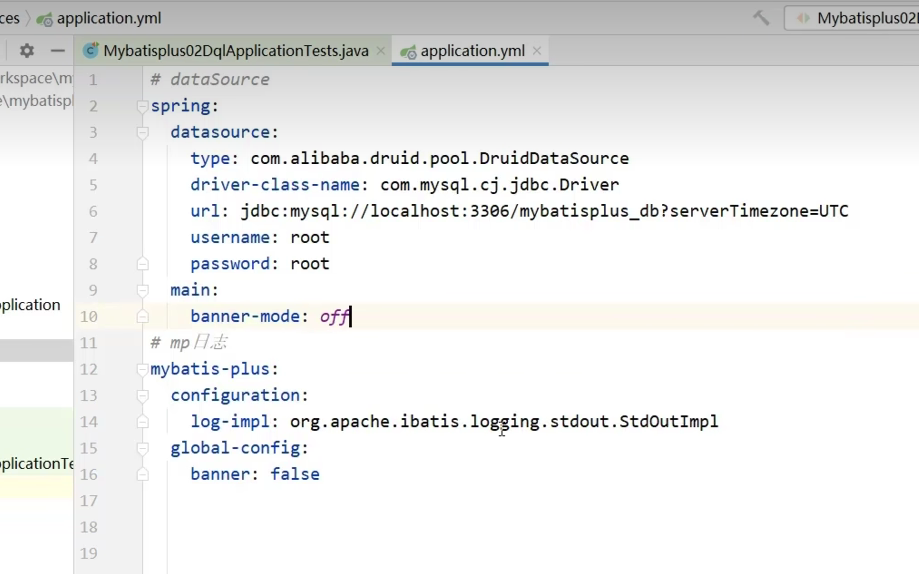 ces application.yml Mybatisplus02
Mybatisplus02DqlApplicationTests.java application.yml
1 # dataSource
2 spring:
3 datasource:
4 type: com.alibaba.druid.pool.DruidDataSource
5 driver-class-name: com.mysql.cj.jdbc.Driver
6 url: jdbc:mysql://localhost:3306/mybatisplus_db?serverTimezone=UTC
7 username: root
8 password: root
9 main:
10 banner-mode: off
11 # mp日志
12 mybatis-plus:
13 configuration:
14 log-impl: org.apache.ibatis.logging.stdout.StdOutImpl
15 global-config:
16 banner: false
17
18
19
rkspace\m
e\mybatispl
plication
plicationTe